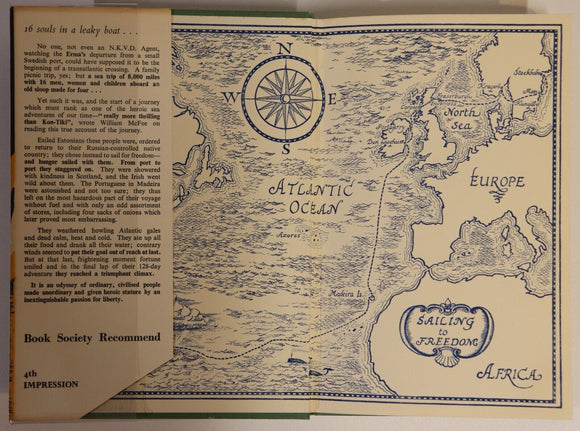 16 souls in a leaky boat . . .
No one, not even an N.K.V.D. Agent,
watching the Erma's departure from a small
Swedish port, could have supposed it to be the
beginning of a transatlantic crossing. A family
picnic trip, yes; but a sea trip of 8,000 miles
with 16 men, women and children aboard an
old sloop made for four . . .
Yet such it was, and the start of a journey
which must rank as one of the heroic sea
adventures of our time—"really more thrilling
than Kon-Tiki", wrote William McFee on
reading this true account of the journey.
Exiled Estonians these people were, ordered
to return to their Russian-controlled native
country; they chose instead to sail for freedom—
and hunger sailed with them. From port to
port they staggered on. They were showered
with kindness in Scotland, and the Irish went
wild about them. The Portuguese in Madeira
were astonished and not too sure; they thus
left on the most hazardous part of their voyage
without fuel and with only an odd assortment
of stores, including four sacks of onions which
later proved most embarrassing.
They weathered howling Atlantic gales
and dead calms, heat and cold. They ate up all
their food and drank all their water; contrary
winds seemed to put their goal out of reach at last.
But at that last, frightening moment fortune
smiled and in the final lap of their 128-day
adventure they reached a triumphant climax.
It is an odyssey of ordinary, civilised people
made unordinary and given heroic stature by an
inextinguishable passion for liberty.
Book Society Recommend
4th
IMPRESSION
N
W
E
S
Stockholm
NORTH
SEA
Dun Laoghaire
EUROPE
ATLANTIC
OCEAN
Azores
Madeira Is.
SAILING
to
FREEDOM
AFRICA